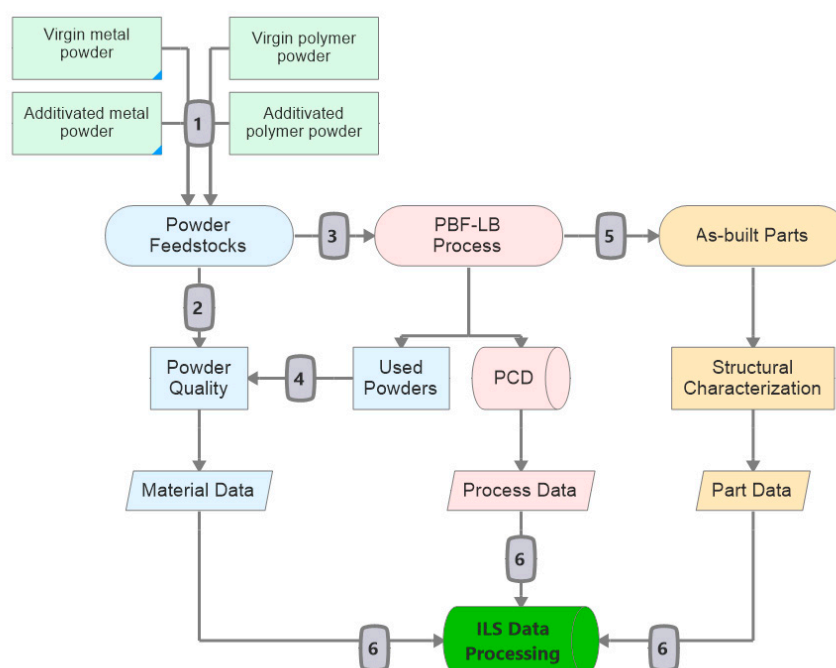 Virgin metal
powder
Virgin polymer
powder
Additivated metal
powder
1
Additivated
polymer powder
Powder
Feedstocks
3
PBF-LB
Process
5
As-built Parts
2
Powder
Quality
4
Used
Powders
PCD
Structural
Characterization
Material Data
Process Data
Part Data
6
6
ILS Data
Processing
6